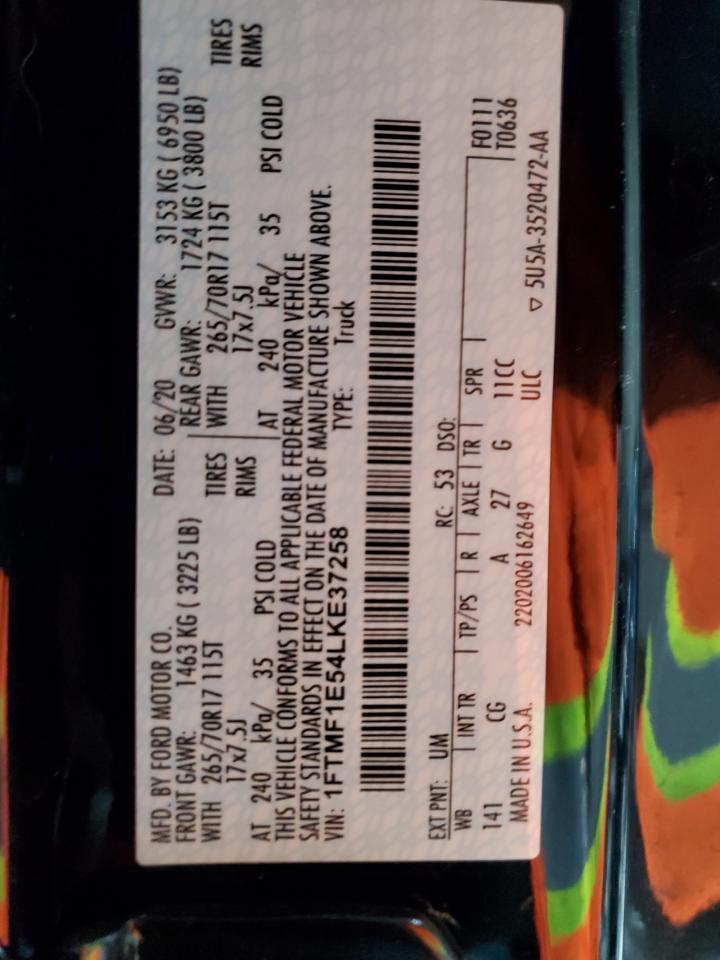 MFD. BY FORD MOTOR CO. DATE: 06/20 GVWR: 3153 KG ( 6950 LB)
FRONT GAWR: 1463 KG ( 3225 LB) REAR GAWR: 1724 KG ( 3800 LB)
WITH 265/70R17 115T TIRES WITH 265/70R17 115T TIRES
17x7.5J RIMS 17x7.5J RIMS
AT 240 kPa/ 35 PSI COLD AT 240 kPa/ 35 PSI COLD
THIS VEHICLE CONFORMS TO ALL APPLICABLE FEDERAL MOTOR VEHICLE
SAFETY STANDARDS IN EFFECT ON THE DATE OF MANUFACTURE SHOWN ABOVE.
VIN: 1FTMF1E54LKE37258 TYPE: Truck
EXT PNT: UM RC: 53 DSO:
WB INT TR TP/PS R AXLE TR SPR F0111
141 CG A 27 G 11CC T0636
MADE IN U.S.A. 2202006162649 ULC ▽ 5U5A-3520472-AA